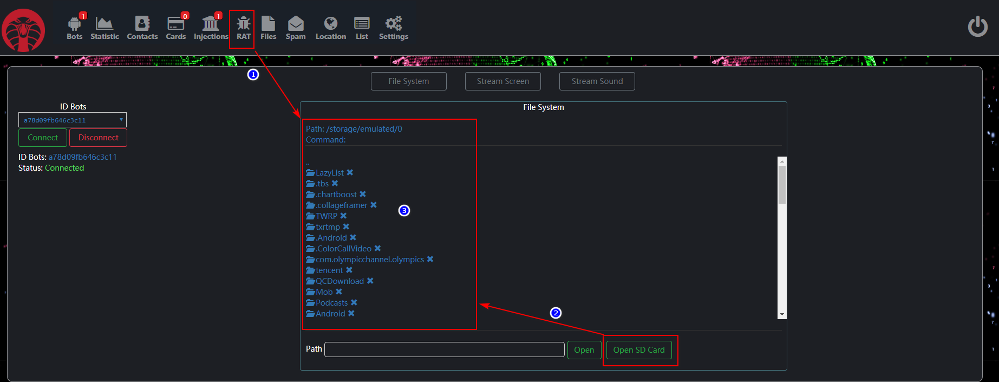 1 0 1
Bots Statistic Contacts Cards Injections RAT Files Spam Location List Settings
1
File System Stream Screen Stream Sound
ID Bots
a78d09fb646c3c11
Connect Disconnect
ID Bots: a78d09fb646c3c11
Status: Connected
File System
Path: /storage/emulated/0
Command:
..
LazyList
.tbs
.chartboost
.collageframer
3
TWRP
txrtmp
.Android
.ColorCallVideo
com.olympicchannel.olympics
tencent
QCDownload
Mob
Podcasts
Android
2
Path Open Open SD Card